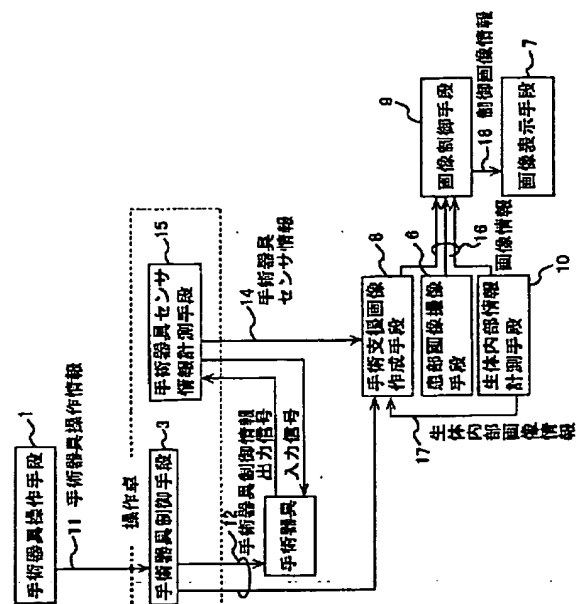 1
手術器具操作手段
11 手術器具操作情報
操作卓
3
手術器具制御手段
15
手術器具センサ
情報計測手段
12
手術器具制御情報
出力信号
入力信号
手術器具
14
手術器具
センサ情報
8
手術支援画像
作成手段
6
患部画像撮像
手段
生体内部情報
計測手段
10
17
生体内部画像情報
16
画像情報
9
画像制御手段
18 制御画像情報
7
画像表示手段